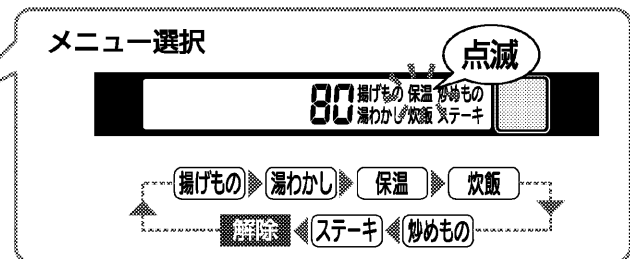 メニュー選択
点滅
80 揚げもの 保温 炒めもの
湯わかし 炊飯 ステーキ
揚げもの 湯わかし 保温 炊飯
解除 ステーキ 炒めもの